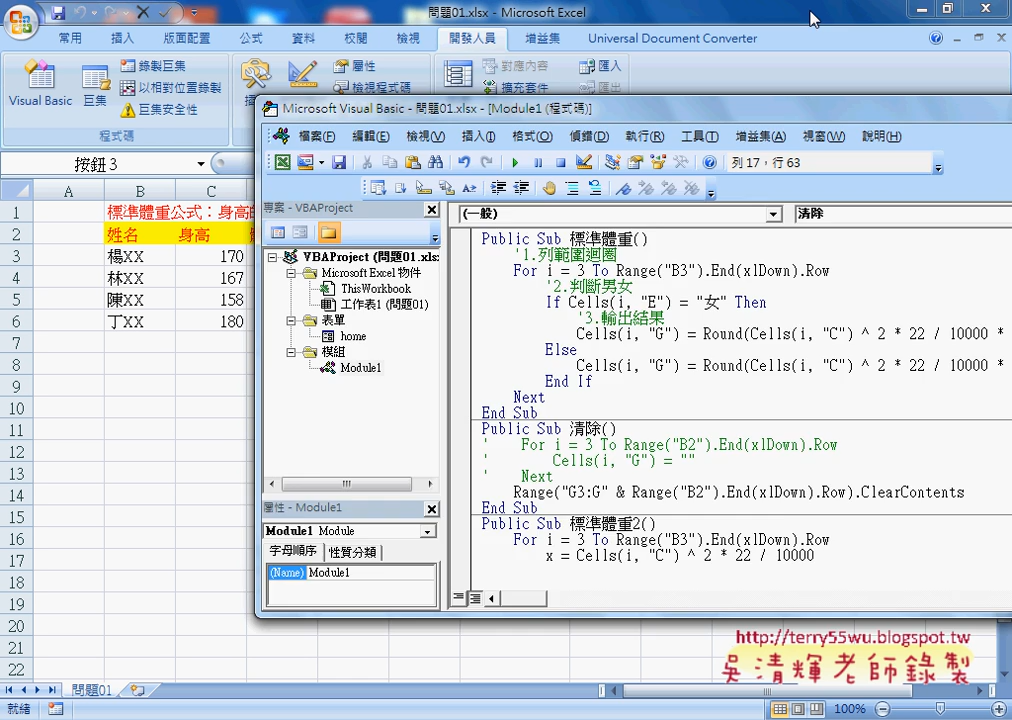 問題01.xlsx - Microsoft Excel
常用 插入 版面配置 公式 資料 校閱 檢視 開發人員 增益集 Universal Document Converter
Visual Basic 巨集 錄製巨集 以相對位置錄製 巨集安全性 程式碼
屬性 檢視程式碼 對應內容 擴充套件 匯入 匯出
按鈕 3
A B C
1 標準體重公式：身高
2 姓名 身高
3 楊XX 170
4 林XX 167
5 陳XX 158
6 丁XX 180
7
8
9
10
11
12
13
14
15
16
17
18
19
20
21
22
問題01
就緒 100%
Microsoft Visual Basic - 問題01.xlsx - [Module1 (程式碼)]
檔案(F) 編輯(E) 檢視(V) 插入(I) 格式(O) 偵錯(D) 執行(R) 工具(T) 增益集(A) 視窗(W) 說明(H)
列 17，行 63
專案 - VBAProject
VBAProject (問題01.xls
Microsoft Excel 物件
ThisWorkbook
工作表1 (問題01)
表單
home
模組
Module1
屬性 - Module1
Module1 Module
字母順序 性質分類
(Name) Module1
(一般) 清除
Public Sub 標準體重()
'1.列範圍迴圈
For i = 3 To Range("B3").End(xlDown).Row
'2.判斷男女
If Cells(i, "E") = "女" Then
'3.輸出結果
Cells(i, "G") = Round(Cells(i, "C") ^ 2 * 22 / 10000 *
Else
Cells(i, "G") = Round(Cells(i, "C") ^ 2 * 22 / 10000 *
End If
Next
End Sub
Public Sub 清除()
' For i = 3 To Range("B2").End(xlDown).Row
' Cells(i, "G") = ""
' Next
Range("G3:G" & Range("B2").End(xlDown).Row).ClearContents
End Sub
Public Sub 標準體重2()
For i = 3 To Range("B3").End(xlDown).Row
x = Cells(i, "C") ^ 2 * 22 / 10000
http://terry55wu.blogspot.tw
吳清輝老師錄製